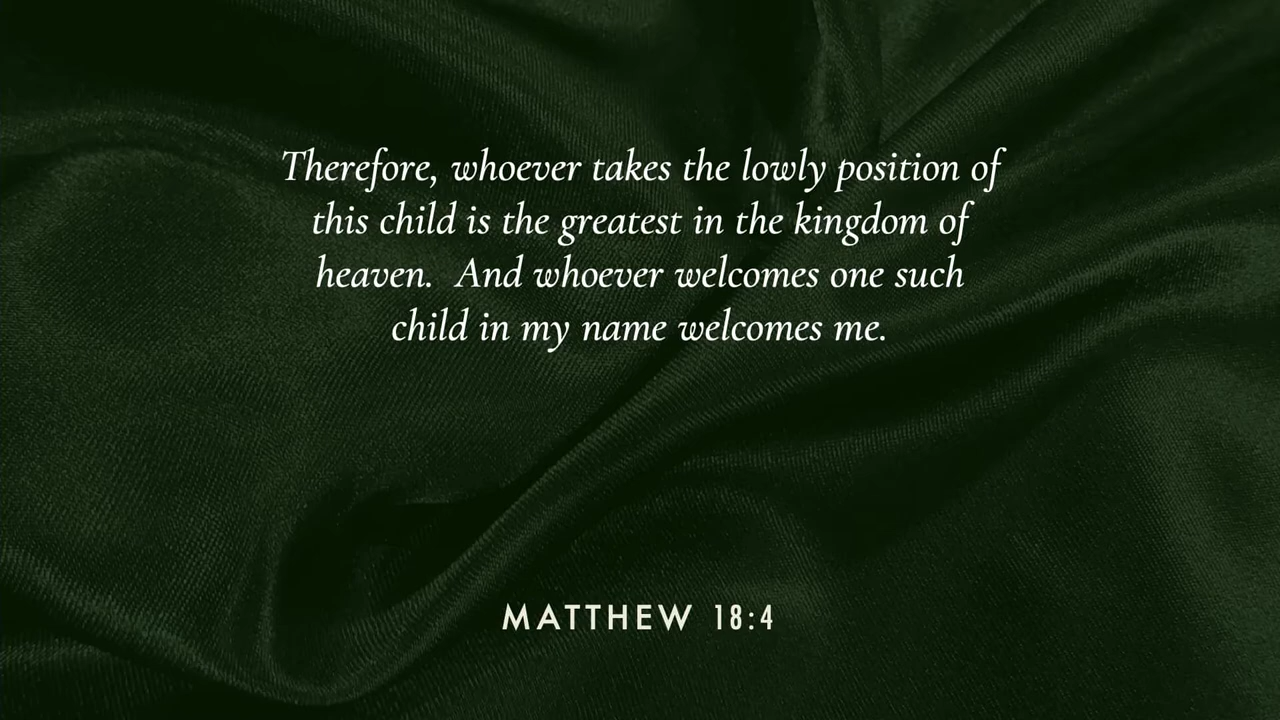 Therefore, whoever takes the lowly position of
this child is the greatest in the kingdom of
heaven.  And whoever welcomes one such
child in my name welcomes me.
MATTHEW 18:4